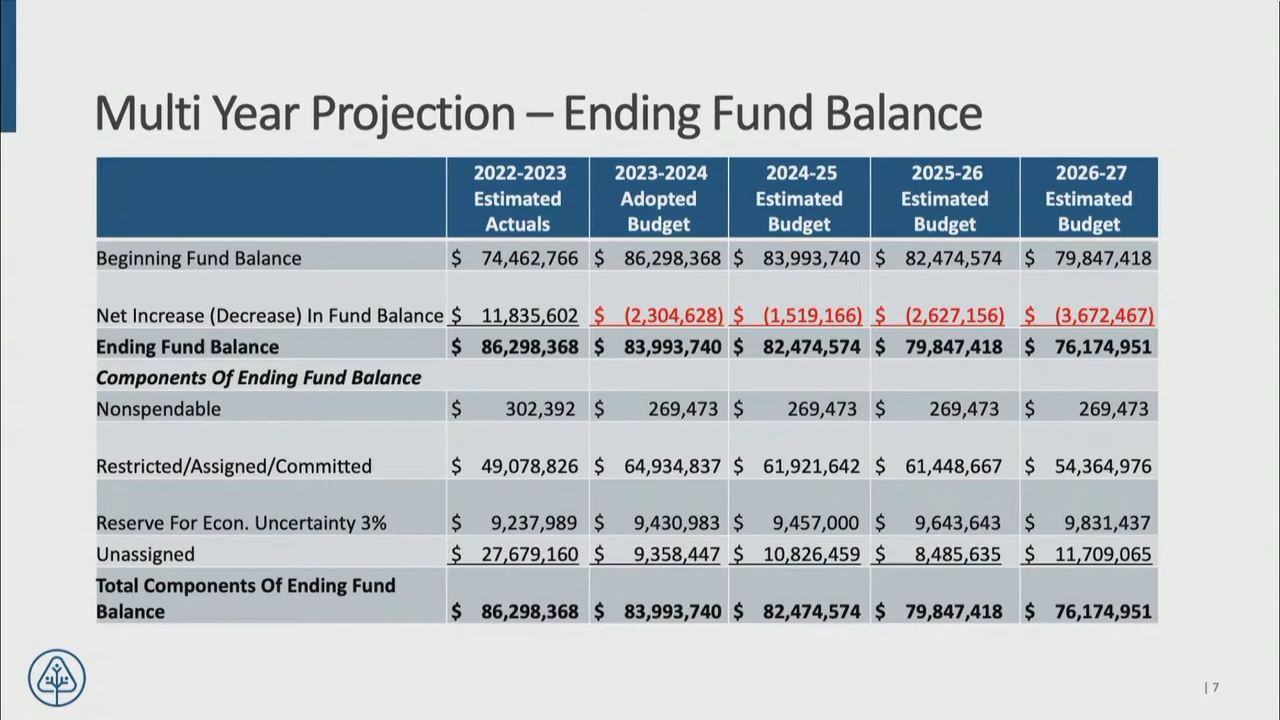 Multi Year Projection – Ending Fund Balance
2022-2023 Estimated Actuals 2023-2024 Adopted Budget 2024-25 Estimated Budget 2025-26 Estimated Budget 2026-27 Estimated Budget
Beginning Fund Balance $ 74,462,766 $ 86,298,368 $ 83,993,740 $ 82,474,574 $ 79,847,418
Net Increase (Decrease) In Fund Balance $ 11,835,602 $ (2,304,628) $ (1,519,166) $ (2,627,156) $ (3,672,467)
Ending Fund Balance $ 86,298,368 $ 83,993,740 $ 82,474,574 $ 79,847,418 $ 76,174,951
Components Of Ending Fund Balance
Nonspendable $ 302,392 $ 269,473 $ 269,473 $ 269,473 $ 269,473
Restricted/Assigned/Committed $ 49,078,826 $ 64,934,837 $ 61,921,642 $ 61,448,667 $ 54,364,976
Reserve For Econ. Uncertainty 3% $ 9,237,989 $ 9,430,983 $ 9,457,000 $ 9,643,643 $ 9,831,437
Unassigned $ 27,679,160 $ 9,358,447 $ 10,826,459 $ 8,485,635 $ 11,709,065
Total Components Of Ending Fund
Balance $ 86,298,368 $ 83,993,740 $ 82,474,574 $ 79,847,418 $ 76,174,951
| 7